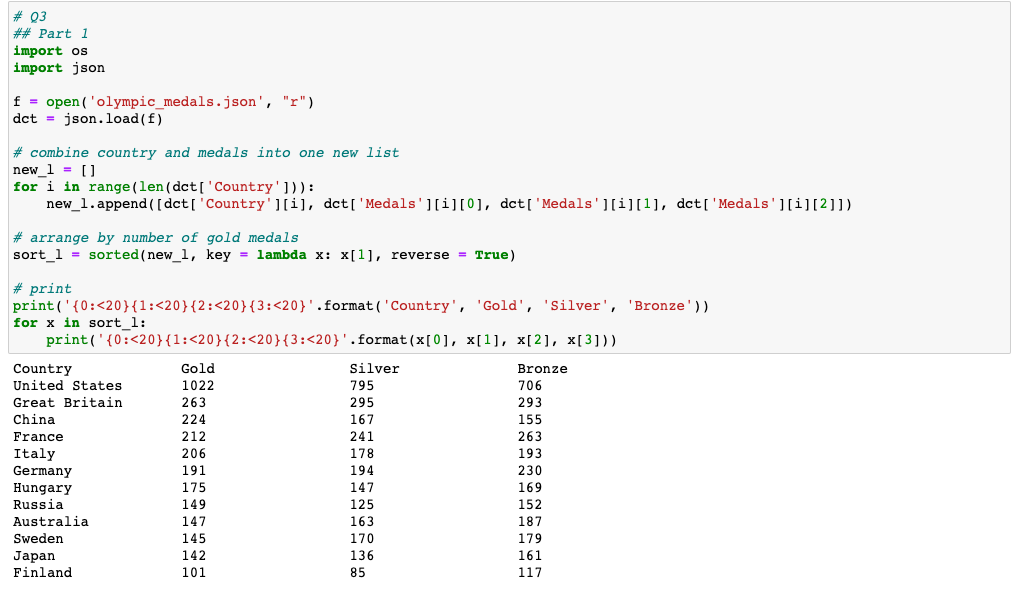 # Q3
## Part 1
import os
import json
f = open('olympic_medals.json', "r")
dct = json.load(f)
# combine country and medals into one new list
new_l = []
for i in range(len(dct['Country'])):
    new_l.append([dct['Country'][i], dct['Medals'][i][0], dct['Medals'][i][1], dct['Medals'][i][2]])
# arrange by number of gold medals
sort_l = sorted(new_l, key = lambda x: x[1], reverse = True)
# print
print('{0:<20}{1:<20}{2:<20}{3:<20}'.format('Country', 'Gold', 'Silver', 'Bronze'))
for x in sort_l:
    print('{0:<20}{1:<20}{2:<20}{3:<20}'.format(x[0], x[1], x[2], x[3]))
Country Gold Silver Bronze
United States 1022 795 706
Great Britain 263 295 293
China 224 167 155
France 212 241 263
Italy 206 178 193
Germany 191 194 230
Hungary 175 147 169
Russia 149 125 152
Australia 147 163 187
Sweden 145 170 179
Japan 142 136 161
Finland 101 85 117